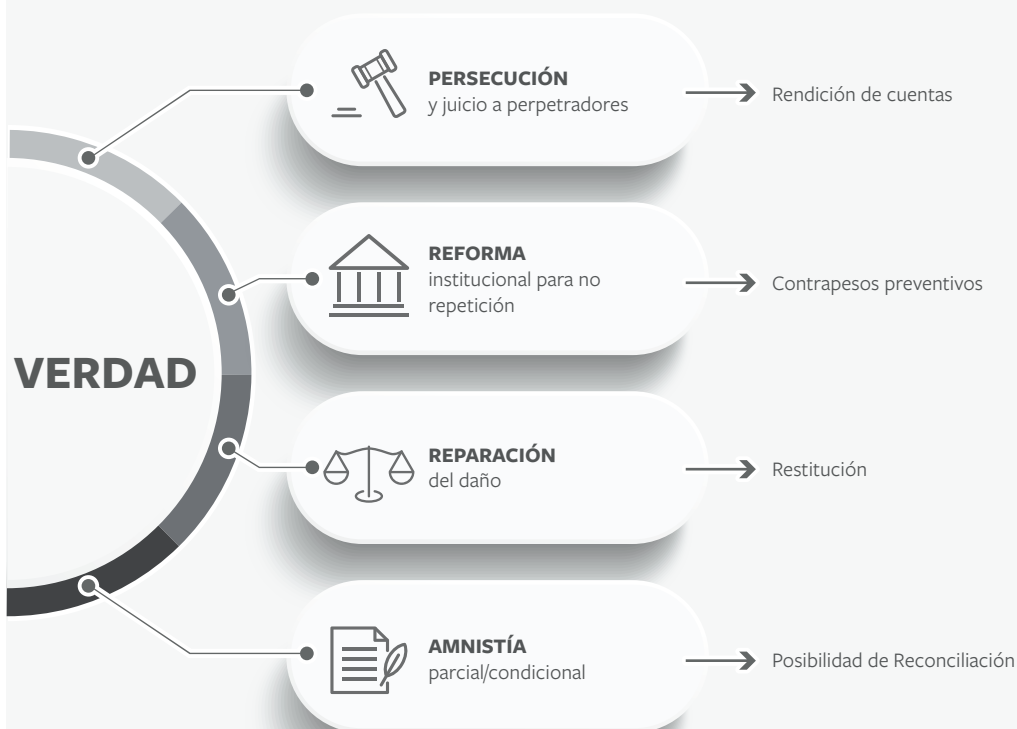 VERDAD
PERSECUCIÓN
y juicio a perpetradores
Rendición de cuentas
REFORMA
institucional para no
repetición
Contrapesos preventivos
REPARACIÓN
del daño
Restitución
AMNISTÍA
parcial/condicional
Posibilidad de Reconciliación